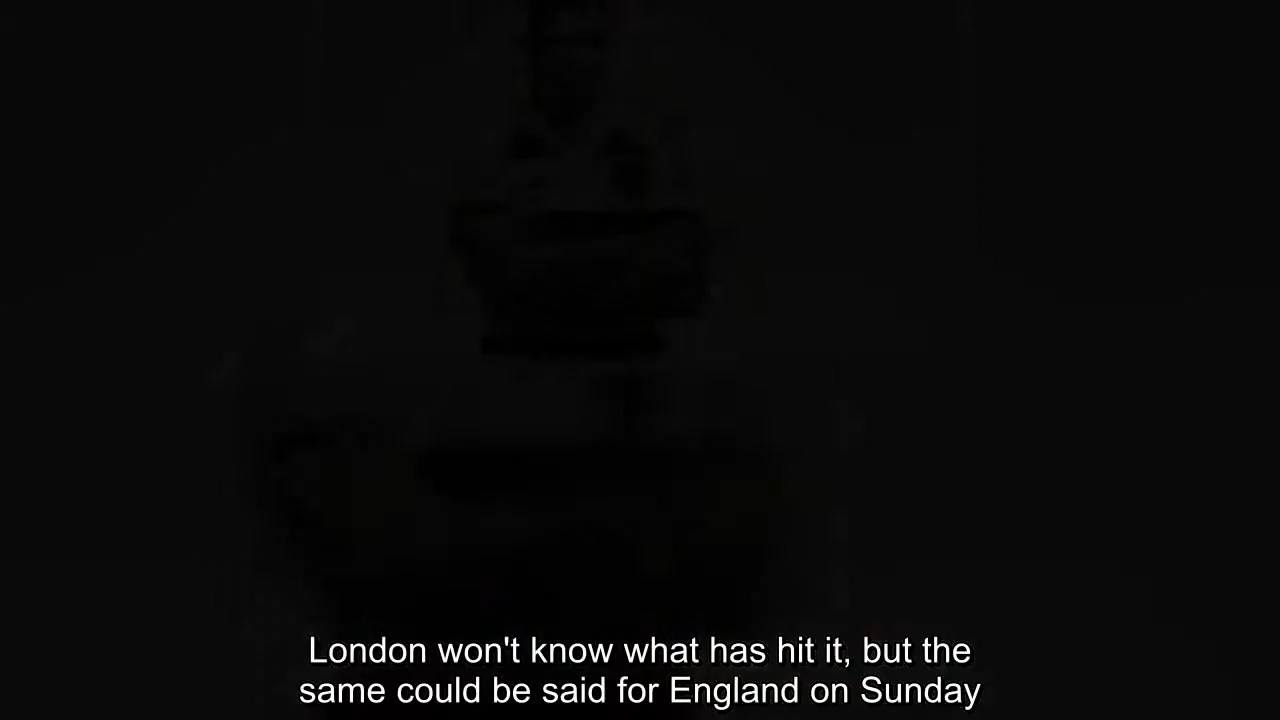 London won't know what has hit it, but the
same could be said for England on Sunday